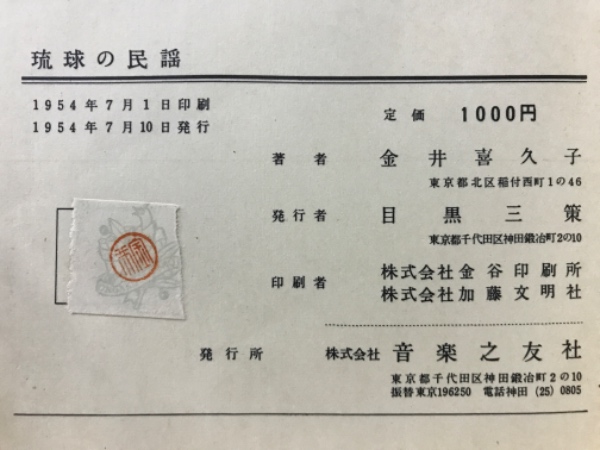 琉球の民謡
1954年7月1日印刷
1954年7月10日発行
定価 1000円
著者 金井喜久子
東京都北区稲付西町1の46
発行者 目黒三策
東京都千代田区神田鍛冶町2の10
印刷者 株式会社金谷印刷所
株式会社加藤文明社
発行所 株式会社 音楽之友社
東京都千代田区神田鍛冶町2の10
振替東京196250 電話神田(25)0805